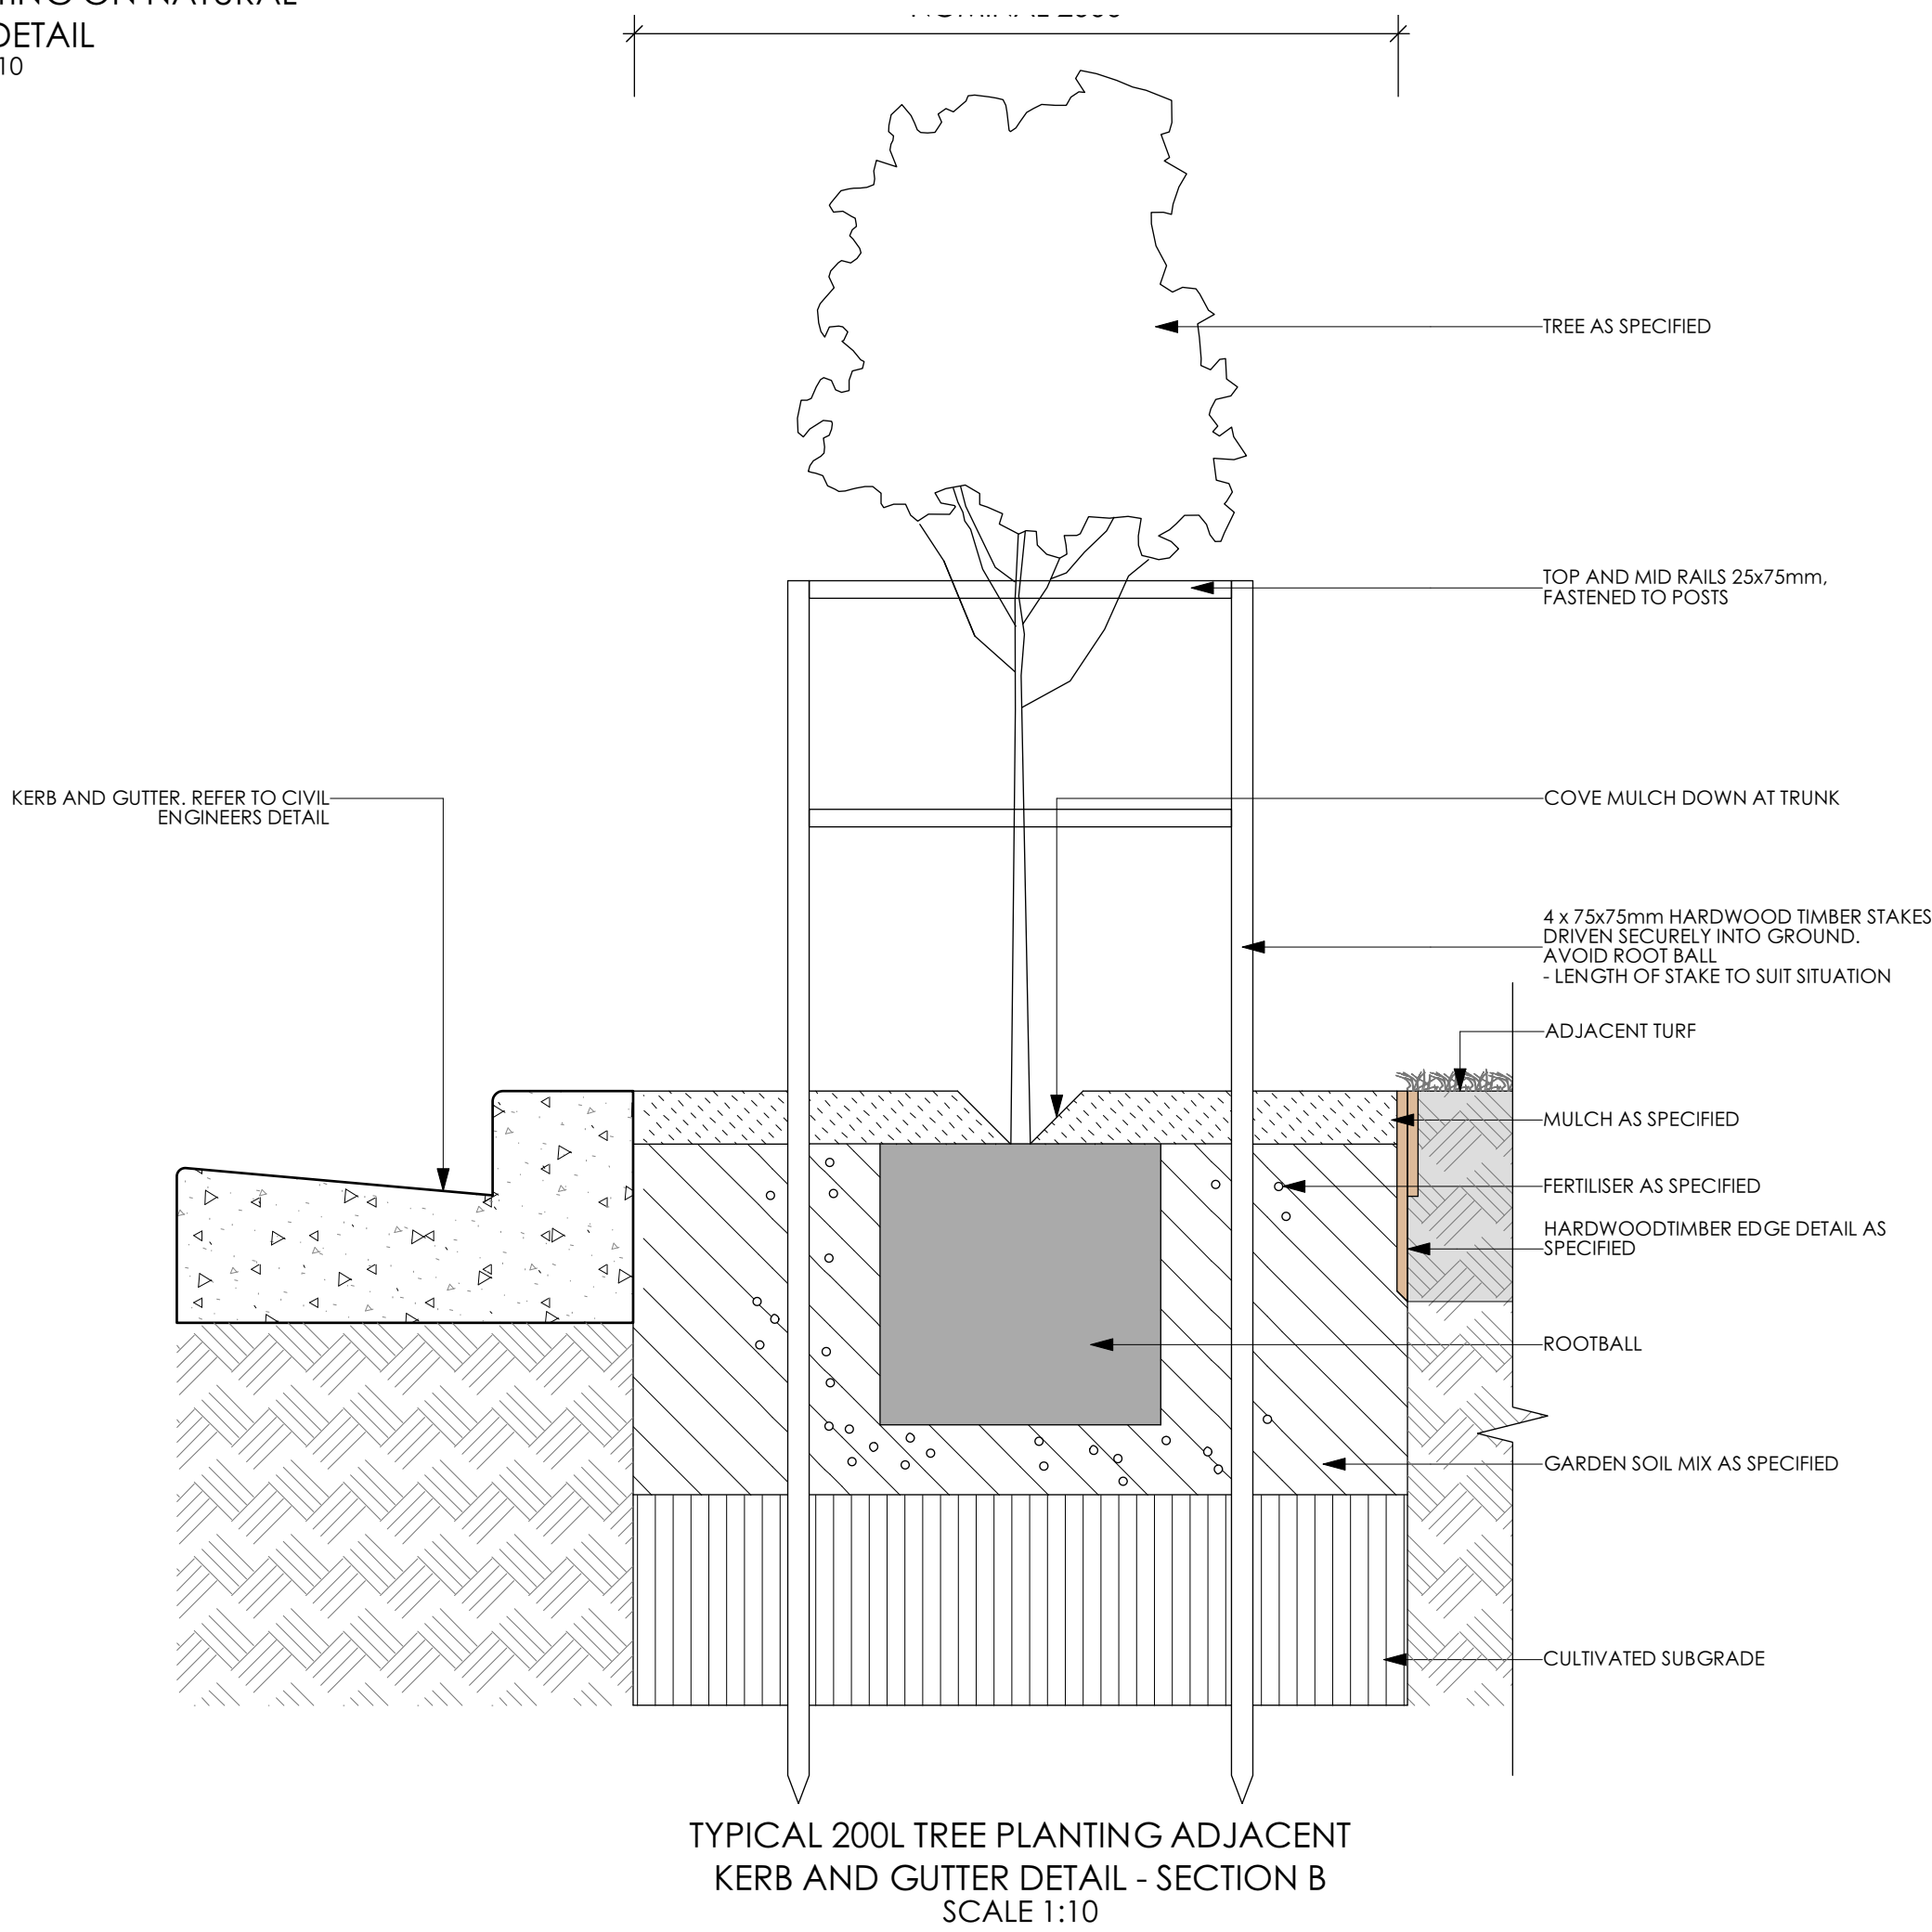 DETAIL
10
TREE AS SPECIFIED
TOP AND MID RAILS 25x75mm,
FASTENED TO POSTS
KERB AND GUTTER. REFER TO CIVIL
ENGINEERS DETAIL
COVE MULCH DOWN AT TRUNK
4 x 75x75mm HARDWOOD TIMBER STAKES
DRIVEN SECURELY INTO GROUND.
AVOID ROOT BALL
- LENGTH OF STAKE TO SUIT SITUATION
ADJACENT TURF
MULCH AS SPECIFIED
FERTILISER AS SPECIFIED
HARDWOODTIMBER EDGE DETAIL AS
SPECIFIED
ROOTBALL
GARDEN SOIL MIX AS SPECIFIED
CULTIVATED SUBGRADE
TYPICAL 200L TREE PLANTING ADJACENT
KERB AND GUTTER DETAIL - SECTION B
SCALE 1:10